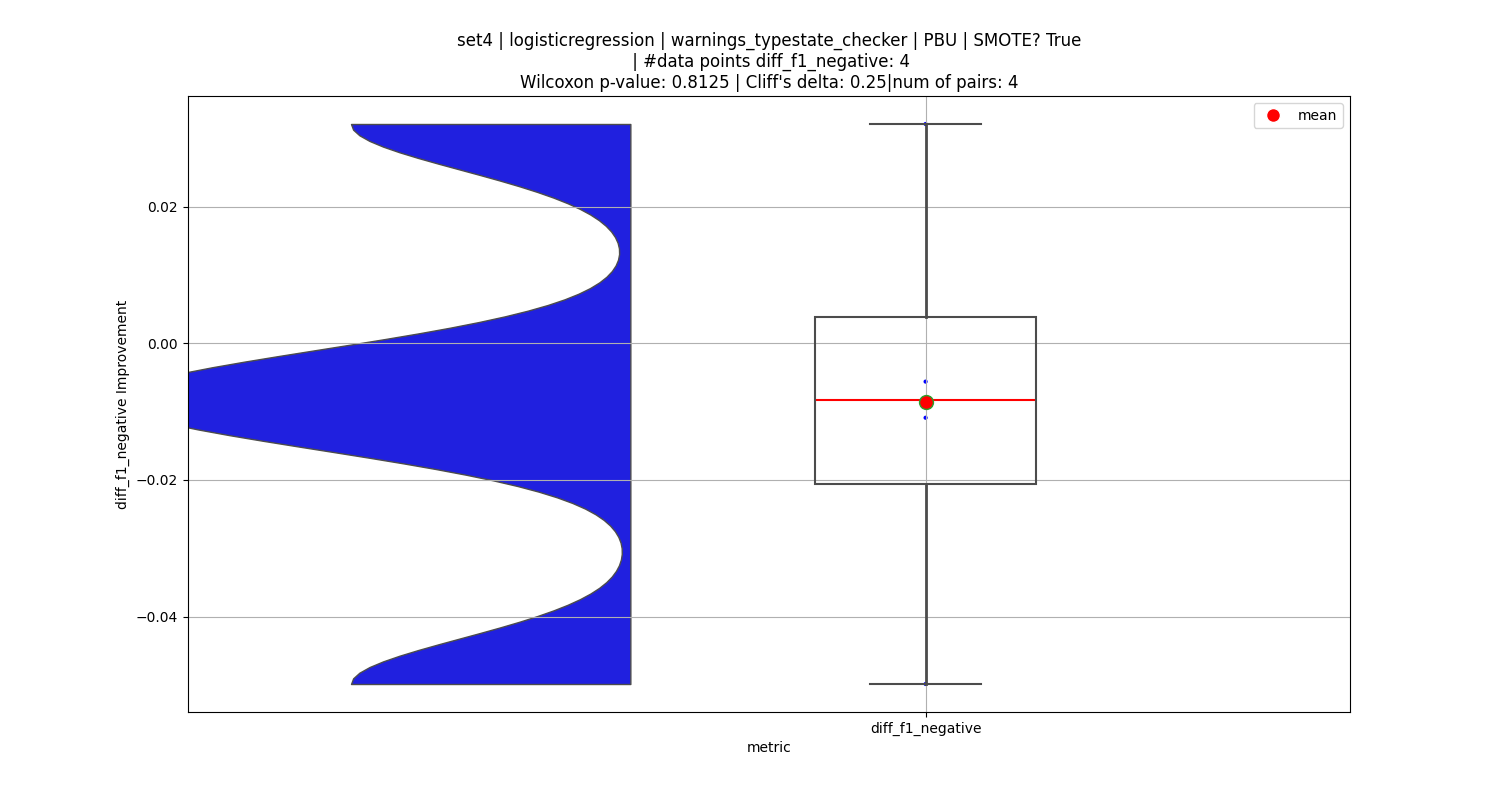 set4 | logisticregression | warnings_typestate_checker | PBU | SMOTE? True
| #data points diff_f1_negative: 4
Wilcoxon p-value: 0.8125 | Cliff's delta: 0.25|num of pairs: 4
mean
0.02
0.00
−0.02
−0.04
diff_f1_negative Improvement
diff_f1_negative
metric